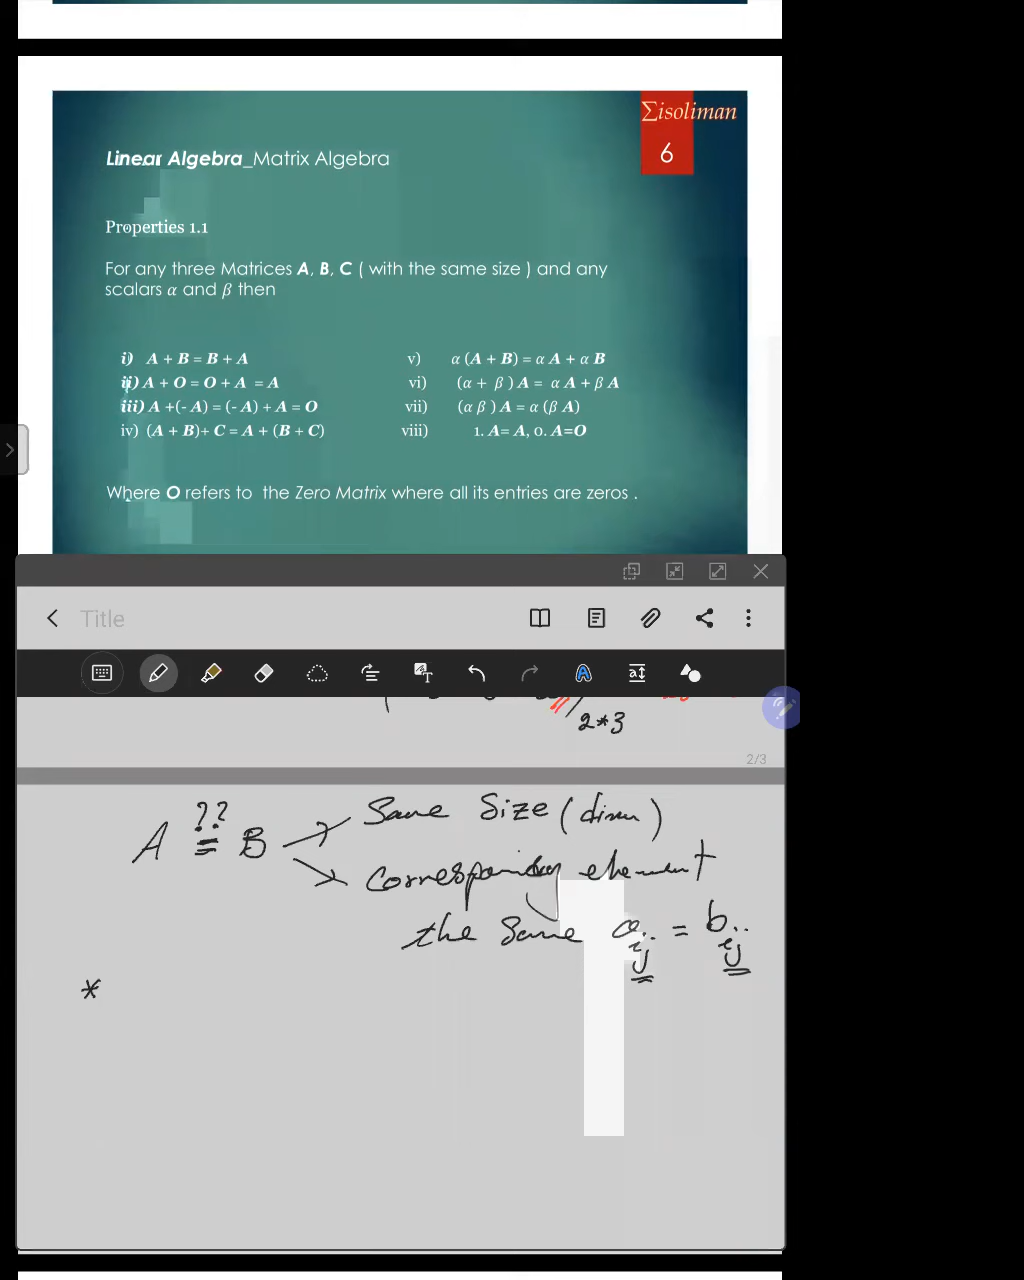 Σisoliman
6
Linear Algebra_Matrix Algebra
Properties 1.1
For any three Matrices A, B, C ( with the same size ) and any
scalars α and β then
i) A + B = B + A
v) α (A + B) = α A + α B
ii) A + O = O + A = A
vi) (α + β ) A = α A + β A
iii) A +(- A) = (- A) + A = O
vii) (α β ) A = α (β A)
iv) (A + B)+ C = A + (B + C)
viii) 1. A= A, 0. A=O
Where O refers to the Zero Matrix where all its entries are zeros .
Title
2*3
2/3
A ?? = B
Same Size (dim)
corresponding element
the same aij = bij
*